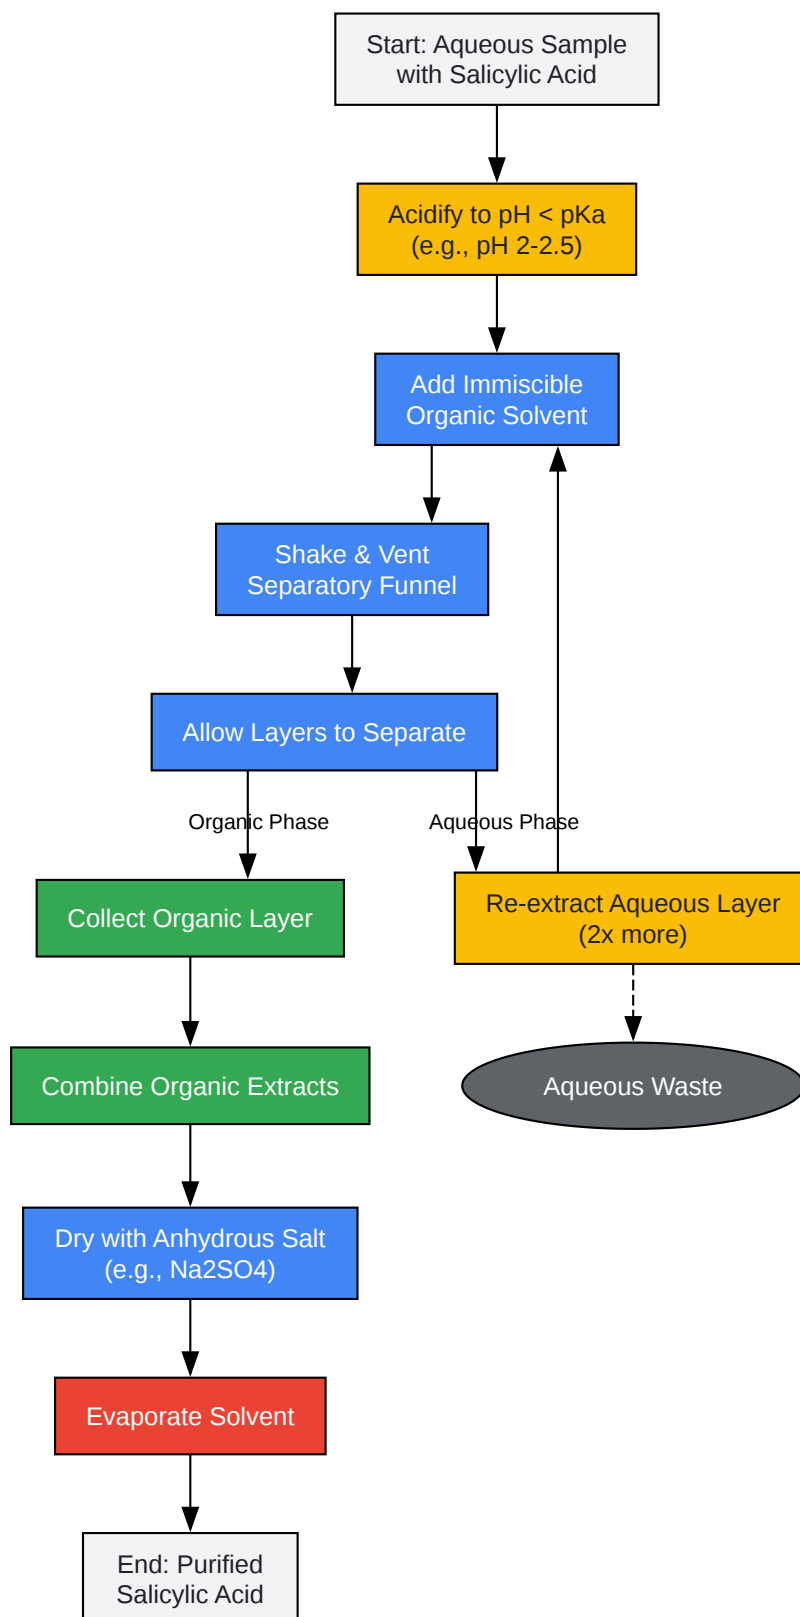 Start: Aqueous Sample
with Salicylic Acid
Acidify to pH < pKa
(e.g., pH 2-2.5)
Add Immiscible
Organic Solvent
Shake & Vent
Separatory Funnel
Allow Layers to Separate
Organic Phase
Aqueous Phase
Collect Organic Layer
Re-extract Aqueous Layer
(2x more)
Combine Organic Extracts
Aqueous Waste
Dry with Anhydrous Salt
(e.g., Na2SO4)
Evaporate Solvent
End: Purified
Salicylic Acid